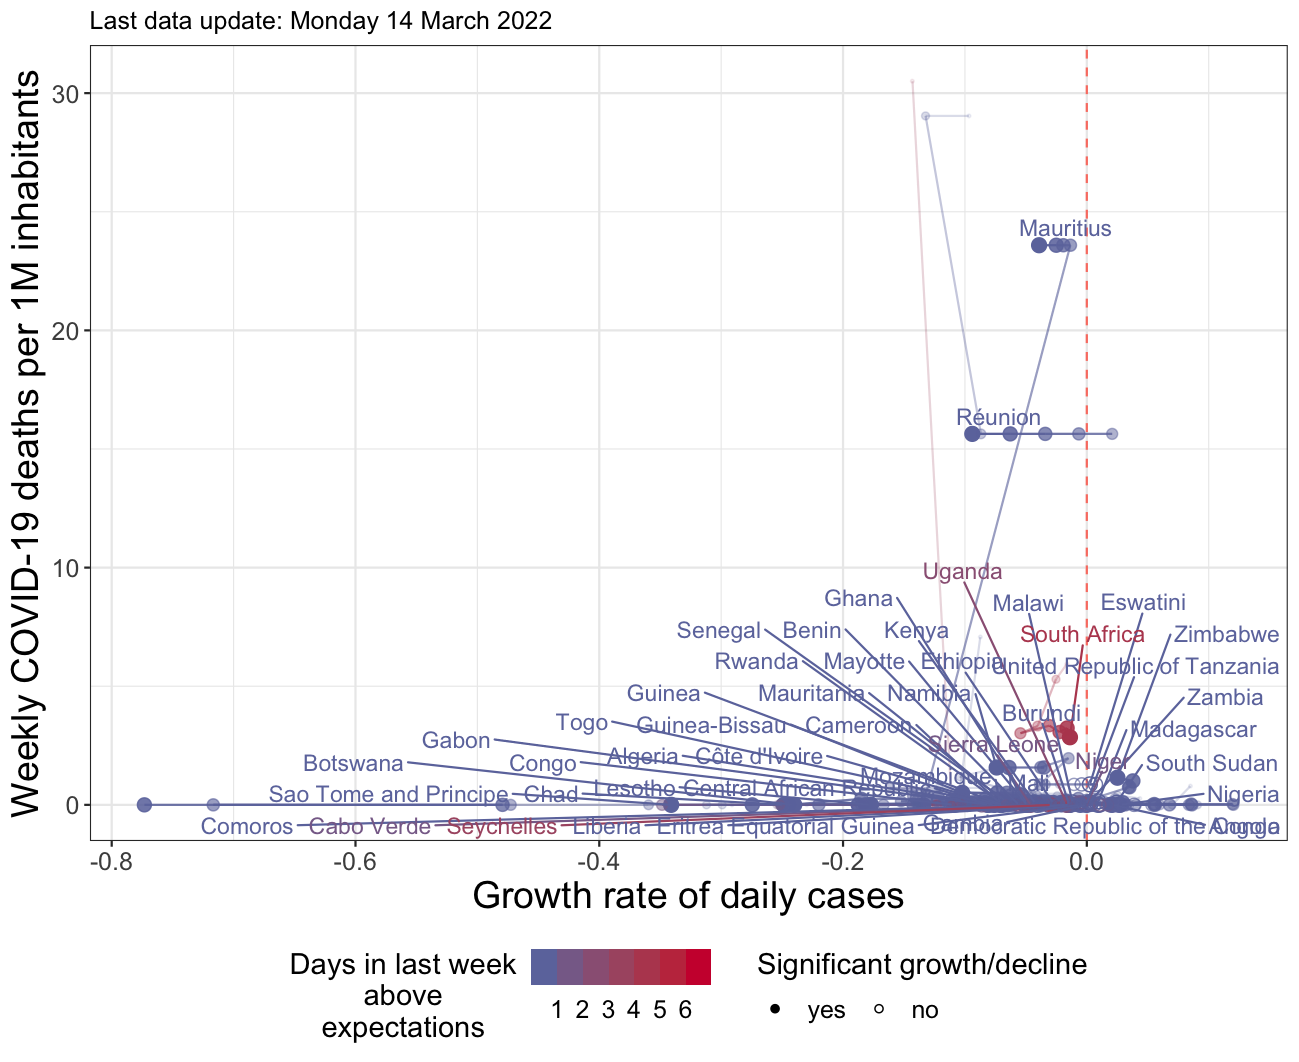 Last data update: Monday 14 March 2022
Weekly COVID-19 deaths per 1M inhabitants
30
20
10
0
Mauritius
Réunion
Uganda
Ghana
Malawi
Eswatini
Senegal
Benin
Kenya
South Africa
Zimbabwe
Rwanda
Mayotte
Ethiopia
United Republic of Tanzania
Guinea
Mauritania
Namibia
Zambia
Togo
Guinea-Bissau
Cameroon
Burundi
Madagascar
Gabon
Sierra Leone
Botswana
Congo
Algeria
Côte d'Ivoire
Niger
South Sudan
Mozambique
Mali
Sao Tome and Principe
Chad
Lesotho
Central African Republic
Nigeria
Comoros
Cabo Verde
Seychelles
Liberia
Eritrea
Equatorial Guinea
Gambia
Democratic Republic of the Congo
Angola
-0.8
-0.6
-0.4
-0.2
0.0
Growth rate of daily cases
Days in last week
above
expectations
1 2 3 4 5 6
Significant growth/decline
yes
no